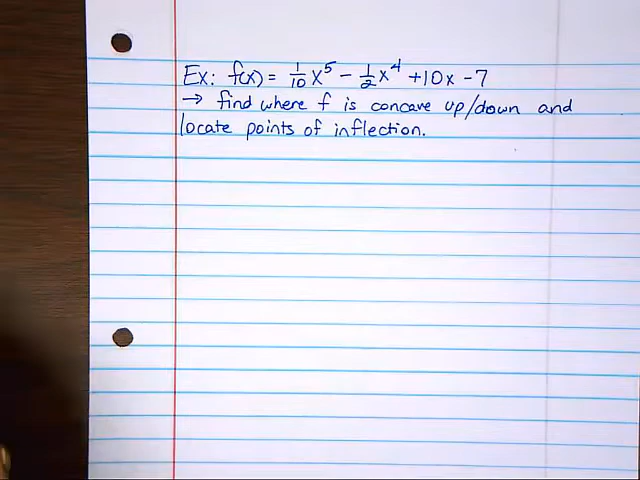 Ex: f(x) = 1/10 x^5 - 1/2 x^4 + 10x - 7
→ find where f is concave up/down and
locate points of inflection.